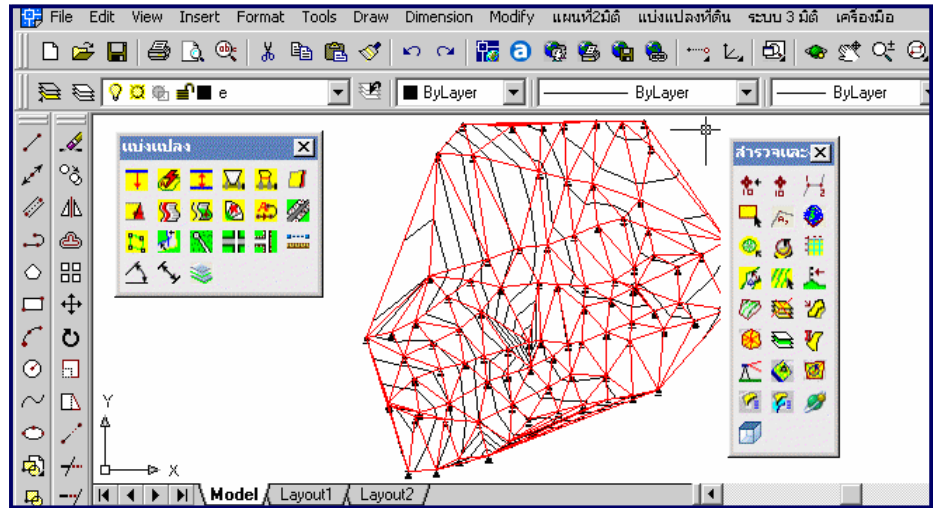 File Edit View Insert Format Tools Draw Dimension Modify แผนที่2มิติ แบ่งแปลงที่ดิน ระบบ 3 มิติ เครื่องมือ
e ByLayer ByLayer ByLayer
แบ่งแปลง
สำรวจและ
Y
X
Model Layout1 Layout2